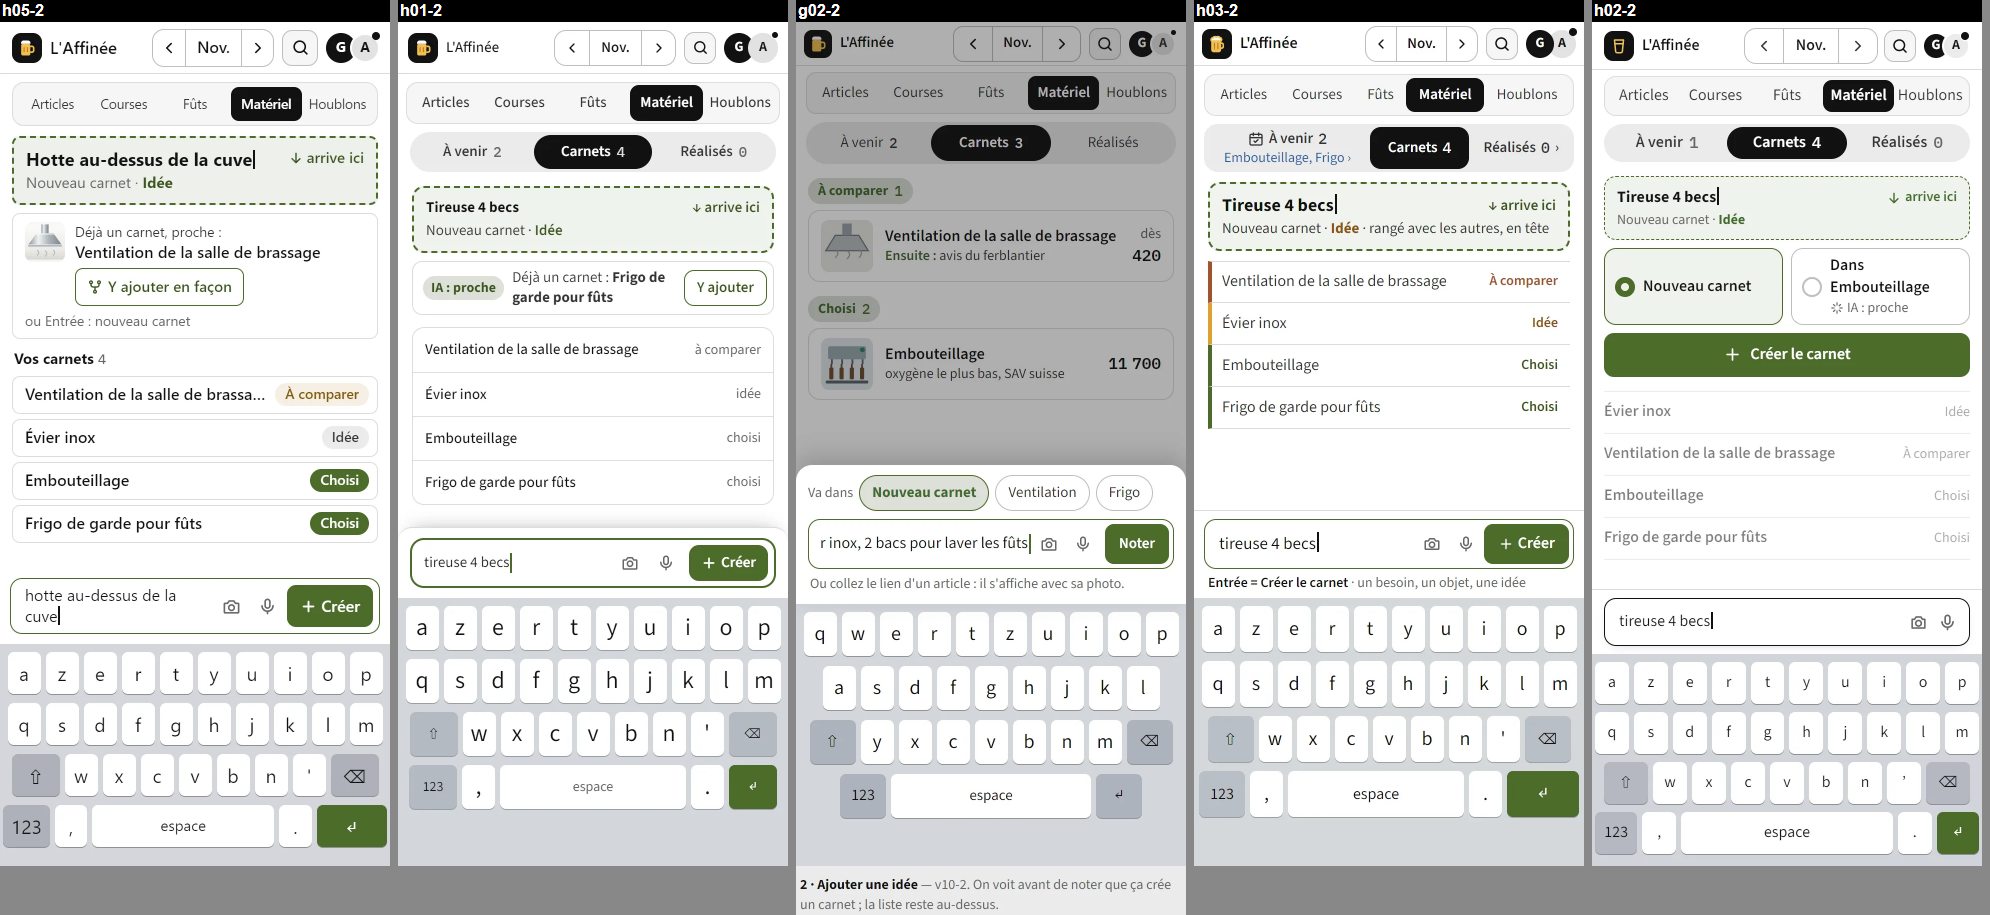 h05-2
L'Affinée
Nov.
G
A
Articles
Courses
Fûts
Matériel
Houblons
Hotte au-dessus de la cuve
↓ arrive ici
Nouveau carnet · Idée
Déjà un carnet, proche :
Ventilation de la salle de brassage
Y ajouter en façon
ou Entrée : nouveau carnet
Vos carnets 4
Ventilation de la salle de brassa...
À comparer
Évier inox
Idée
Embouteillage
Choisi
Frigo de garde pour fûts
Choisi
hotte au-dessus de la
cuve
+ Créer
a z e r t y u i o p
q s d f g h j k l m
⇧ w x c v b n ' ⌫
123 , espace . ↵
h01-2
L'Affinée
Nov.
G
A
Articles
Courses
Fûts
Matériel
Houblons
À venir 2
Carnets 4
Réalisés 0
Tireuse 4 becs
↓ arrive ici
Nouveau carnet · Idée
IA : proche
Déjà un carnet : Frigo de
garde pour fûts
Y ajouter
Ventilation de la salle de brassage
à comparer
Évier inox
idée
Embouteillage
choisi
Frigo de garde pour fûts
choisi
tireuse 4 becs
+ Créer
a z e r t y u i o p
q s d f g h j k l m
⇧ w x c v b n ' ⌫
123 , espace . ↵
g02-2
L'Affinée
Nov.
G
A
Articles
Courses
Fûts
Matériel
Houblons
À venir 2
Carnets 3
Réalisés
À comparer 1
Ventilation de la salle de brassage
dès
Ensuite : avis du ferblantier
420
Choisi 2
Embouteillage
oxygène le plus bas, SAV suisse
11 700
Va dans
Nouveau carnet
Ventilation
Frigo
r inox, 2 bacs pour laver les fûts
Noter
Ou collez le lien d'un article : il s'affiche avec sa photo.
q w e r t z u i o p
a s d f g h j k l
⇧ y x c v b n m ⌫
123 espace ↵
2 · Ajouter une idée — v10-2. On voit avant de noter que ça crée
un carnet ; la liste reste au-dessus.
h03-2
L'Affinée
Nov.
G
A
Articles
Courses
Fûts
Matériel
Houblons
À venir 2
Embouteillage, Frigo ›
Carnets 4
Réalisés 0 ›
Tireuse 4 becs
↓ arrive ici
Nouveau carnet · Idée · rangé avec les autres, en tête
Ventilation de la salle de brassage
À comparer
Évier inox
Idée
Embouteillage
Choisi
Frigo de garde pour fûts
Choisi
tireuse 4 becs
+ Créer
Entrée = Créer le carnet · un besoin, un objet, une idée
a z e r t y u i o p
q s d f g h j k l m
⇧ w x c v b n ' ⌫
123 , espace . ↵
h02-2
L'Affinée
Nov.
G
A
Articles
Courses
Fûts
Matériel
Houblons
À venir 1
Carnets 4
Réalisés 0
Tireuse 4 becs
↓ arrive ici
Nouveau carnet · Idée
Nouveau carnet
Dans
Embouteillage
IA : proche
+ Créer le carnet
Évier inox
Idée
Ventilation de la salle de brassage
À comparer
Embouteillage
Choisi
Frigo de garde pour fûts
Choisi
tireuse 4 becs
a z e r t y u i o p
q s d f g h j k l m
⇧ w x c v b n ' ⌫
123 , espace . ↵